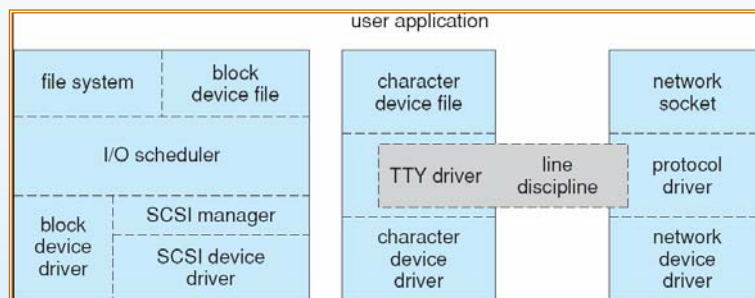 user application
file system
block
device file
I/O scheduler
block
device
driver
SCSI manager
SCSI device
driver
character
device file
TTY driver
line
discipline
character
device
driver
network
socket
protocol
driver
network
device
driver